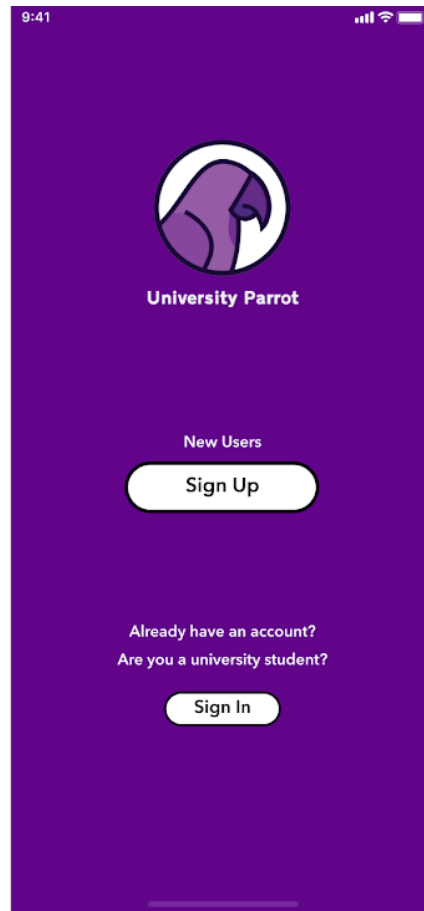 9:41
University Parrot
New Users
Sign Up
Already have an account?
Are you a university student?
Sign In